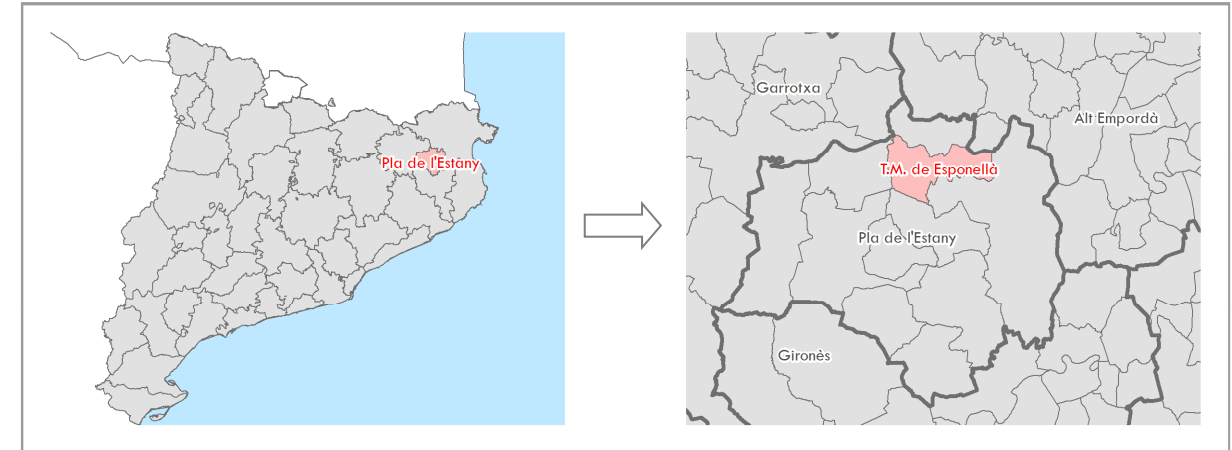 Pla de l'Estany
Garrotxa
Alt Empordà
T.M. de Esponellà
Pla de l'Estany
Gironès